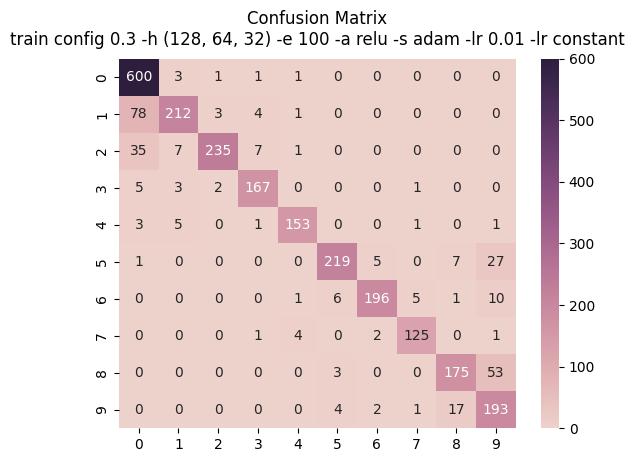 Confusion Matrix
train config 0.3 -h (128, 64, 32) -e 100 -a relu -s adam -lr 0.01 -lr constant
0 600 3 1 1 1 0 0 0 0 0
1 78 212 3 4 1 0 0 0 0 0
2 35 7 235 7 1 0 0 0 0 0
3 5 3 2 167 0 0 0 1 0 0
4 3 5 0 1 153 0 0 1 0 1
5 1 0 0 0 0 219 5 0 7 27
6 0 0 0 0 1 6 196 5 1 10
7 0 0 0 1 4 0 2 125 0 1
8 0 0 0 0 0 3 0 0 175 53
9 0 0 0 0 0 4 2 1 17 193
0 1 2 3 4 5 6 7 8 9
600
500
400
300
200
100
0